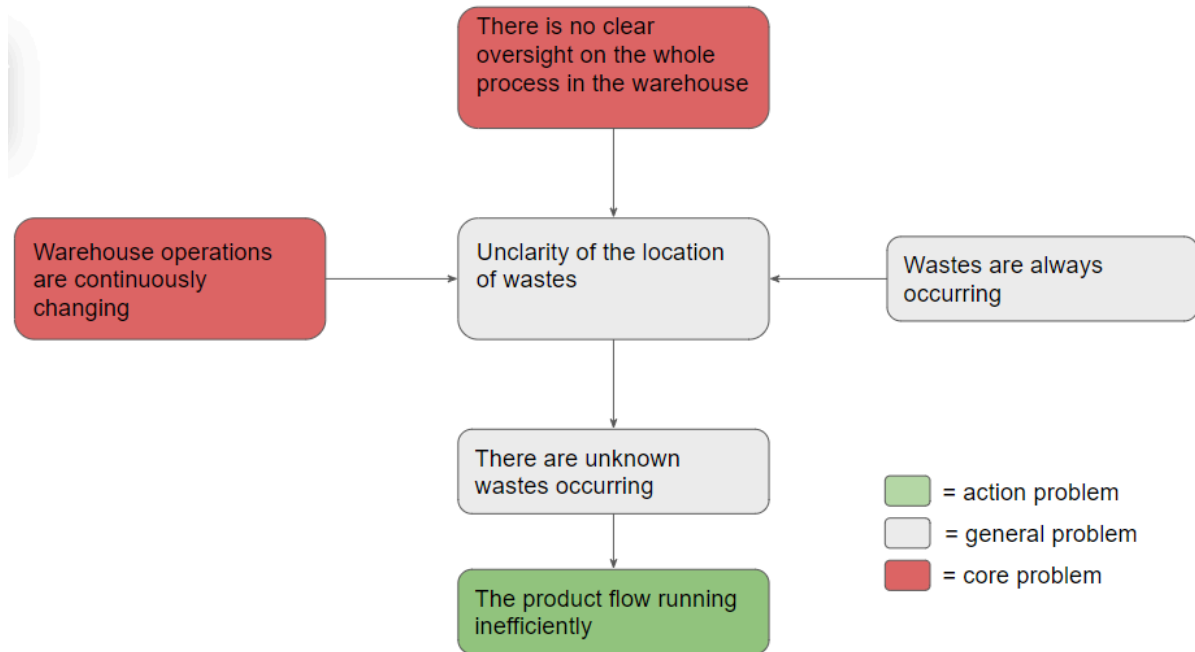 There is no clear
oversight on the whole
process in the warehouse
Warehouse operations
are continuously
changing
Unclarity of the location
of wastes
Wastes are always
occurring
There are unknown
wastes occurring
The product flow running
inefficiently
= action problem
= general problem
= core problem